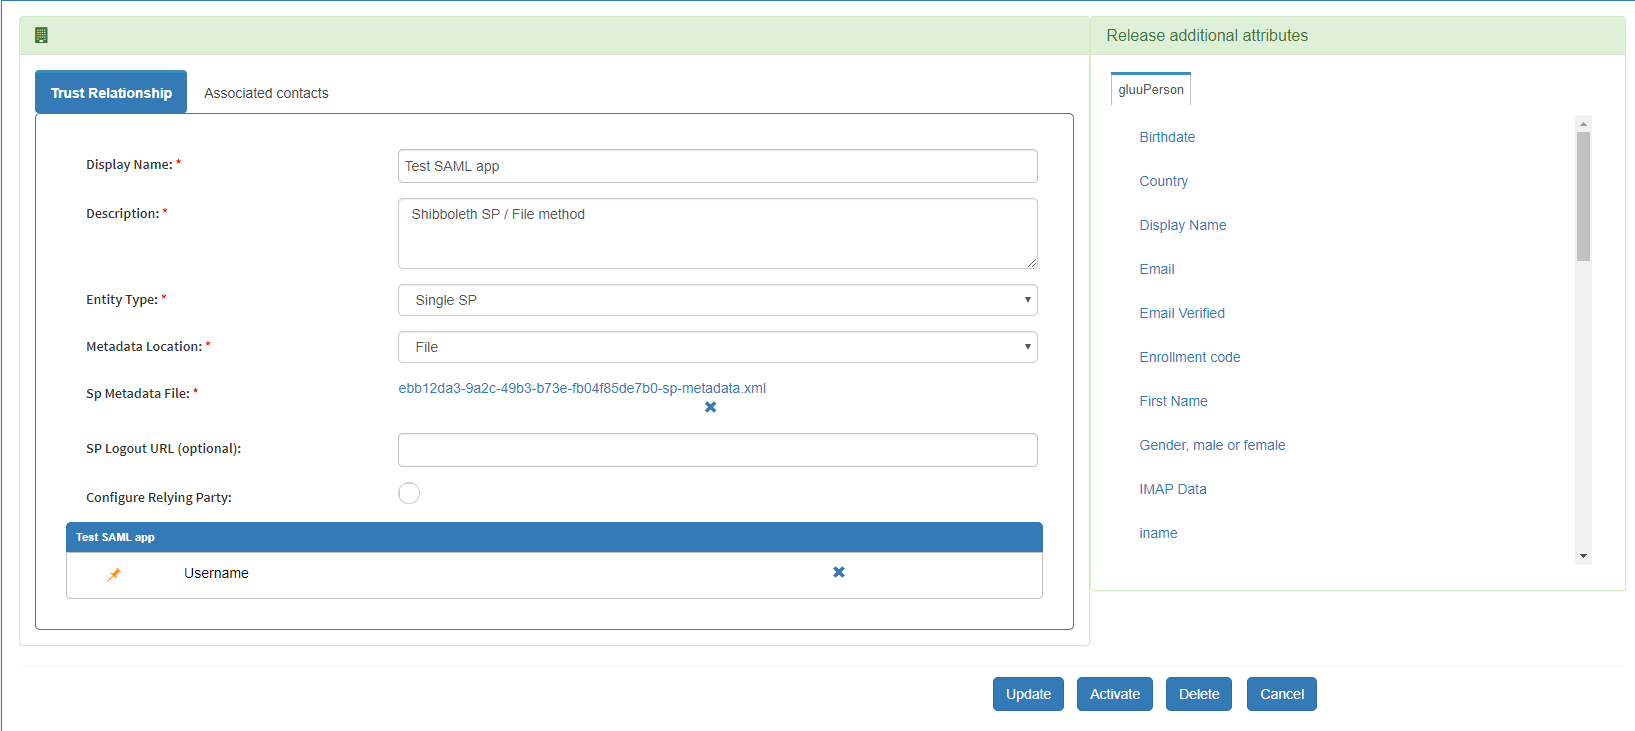 Trust Relationship
Associated contacts
Display Name: *
Test SAML app
Description: *
Shibboleth SP / File method
Entity Type: *
Single SP
Metadata Location: *
File
Sp Metadata File: *
ebb12da3-9a2c-49b3-b73e-fb04f85de7b0-sp-metadata.xml
SP Logout URL (optional):
Configure Relying Party:
Test SAML app
Username
Release additional attributes
gluuPerson
Birthdate
Country
Display Name
Email
Email Verified
Enrollment code
First Name
Gender, male or female
IMAP Data
iname
Update
Activate
Delete
Cancel